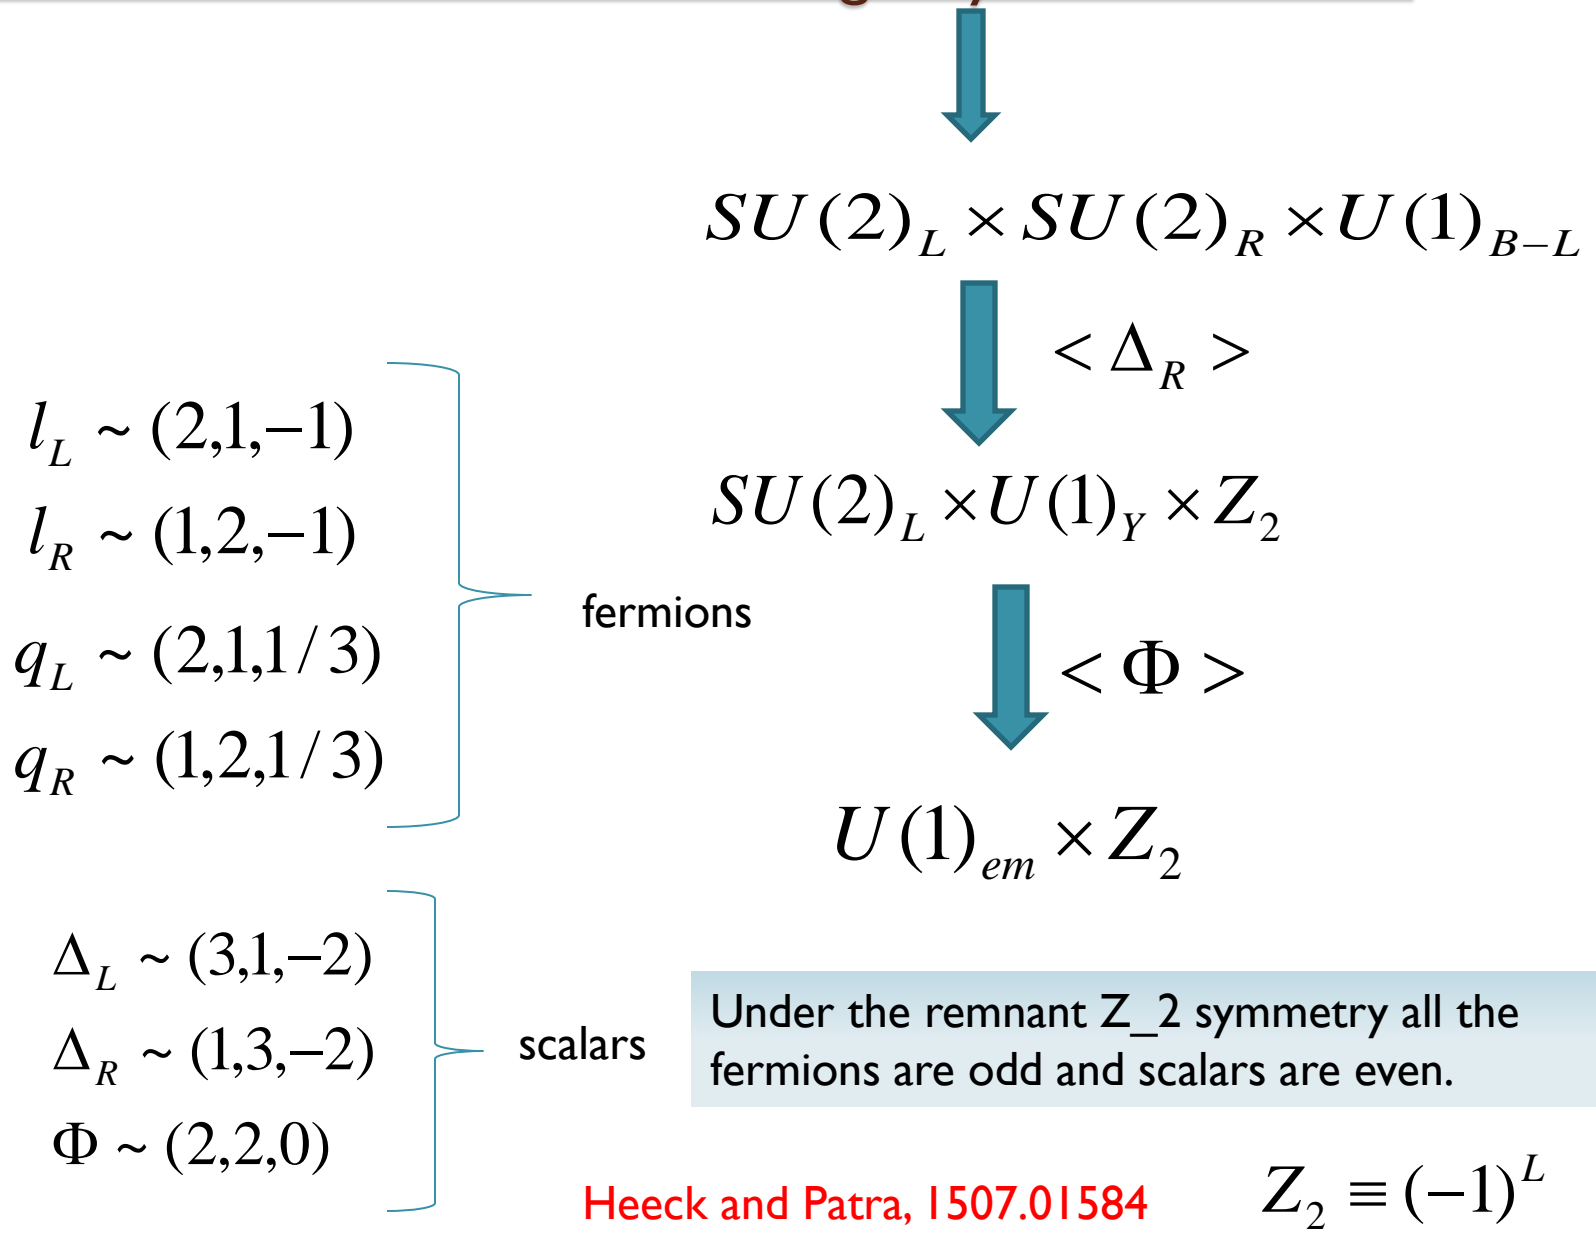 SU(2)_L × SU(2)_R × U(1)_{B−L}
< Δ_R >
SU(2)_L × U(1)_Y × Z_2
< Φ >
U(1)_{em} × Z_2
l_L ~ (2,1,−1)
l_R ~ (1,2,−1)
q_L ~ (2,1,1/3)
q_R ~ (1,2,1/3)
fermions
Δ_L ~ (3,1,−2)
Δ_R ~ (1,3,−2)
Φ ~ (2,2,0)
scalars
Under the remnant Z_2 symmetry all the
fermions are odd and scalars are even.
Heeck and Patra, 1507.01584
Z_2 ≡ (−1)^L